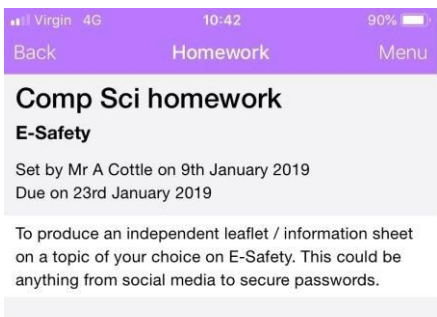 Virgin 4G 10:42 90%
Back Homework Menu
Comp Sci homework
E-Safety
Set by Mr A Cottle on 9th January 2019
Due on 23rd January 2019
To produce an independent leaflet / information sheet
on a topic of your choice on E-Safety. This could be
anything from social media to secure passwords.